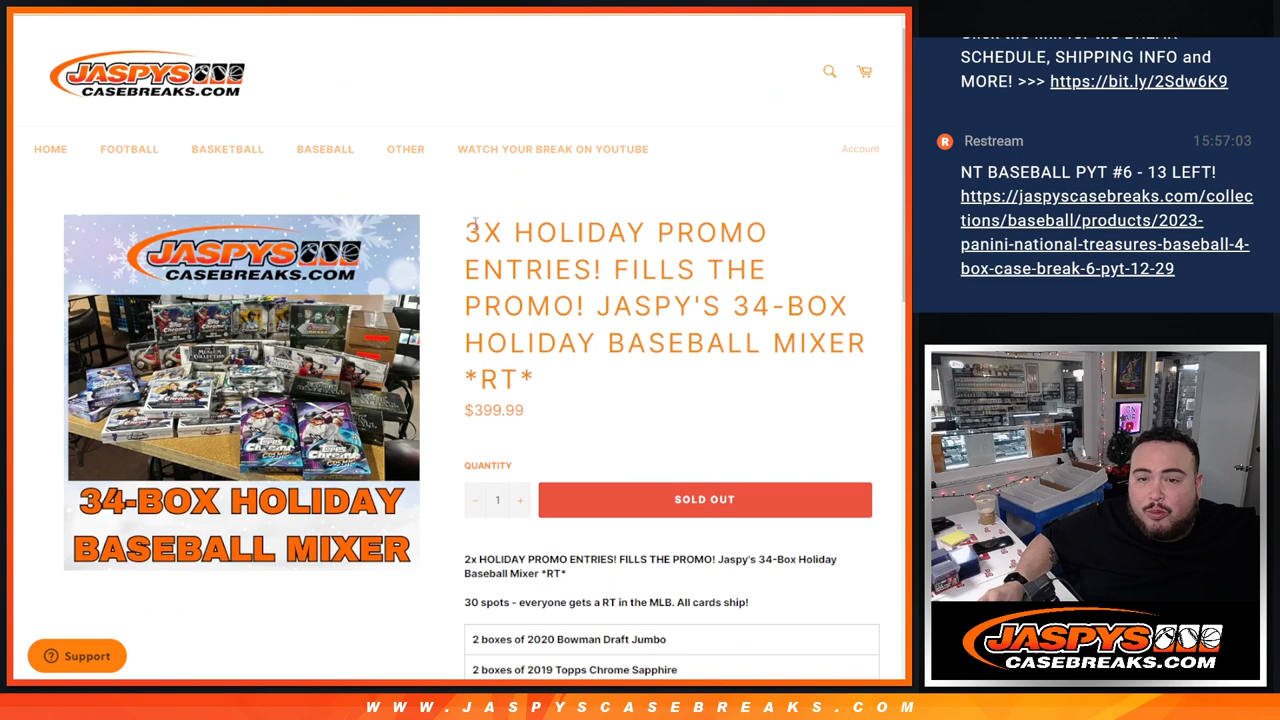 JASPYS
CASEBREAKS.COM
HOME FOOTBALL BASKETBALL BASEBALL OTHER WATCH YOUR BREAK ON YOUTUBE Account
JASPYS
CASEBREAKS.COM
34-BOX HOLIDAY
BASEBALL MIXER
3X HOLIDAY PROMO
ENTRIES! FILLS THE
PROMO! JASPY'S 34-BOX
HOLIDAY BASEBALL MIXER
*RT*
$399.99
QUANTITY
− 1 + SOLD OUT
2x HOLIDAY PROMO ENTRIES! FILLS THE PROMO! Jaspy's 34-Box Holiday
Baseball Mixer *RT*
30 spots - everyone gets a RT in the MLB. All cards ship!
2 boxes of 2020 Bowman Draft Jumbo
2 boxes of 2019 Topps Chrome Sapphire
Support
SCHEDULE, SHIPPING INFO and
MORE! >>> https://bit.ly/2Sdw6K9
R Restream 15:57:03
NT BASEBALL PYT #6 - 13 LEFT!
https://jaspyscasebreaks.com/collec
tions/baseball/products/2023-
panini-national-treasures-baseball-4-
box-case-break-6-pyt-12-29
ON
AIR
JASPYS
CASEBREAKS.COM
WWW.JASPYSCASEBREAKS.COM